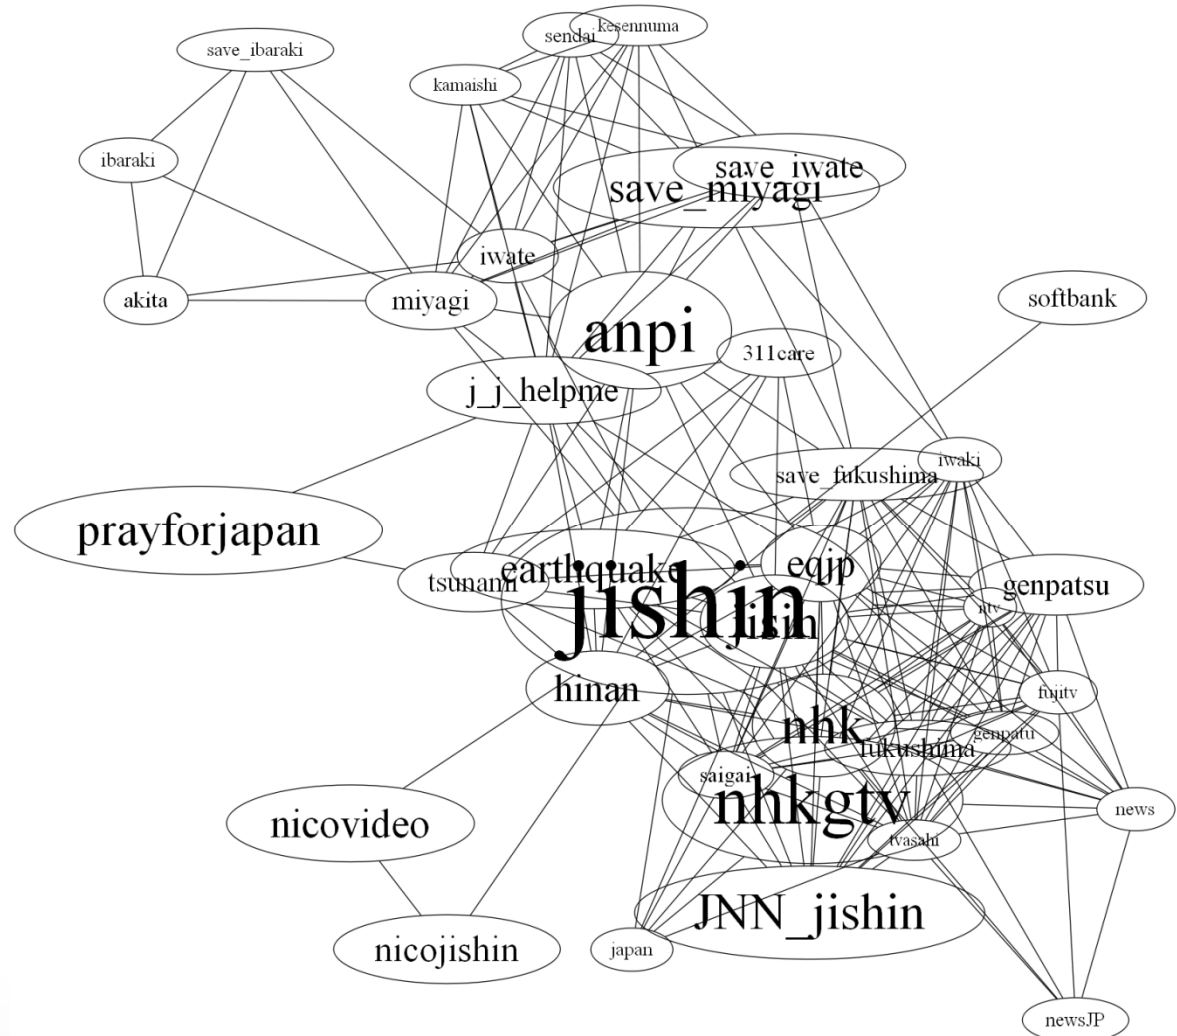 kesennuma
sendai
save_ibaraki
kamaishi
ibaraki
save_iwate
save_miyagi
iwate
akita
miyagi
softbank
anpi
311care
j_j_helpme
iwaki
save_fukushima
prayforjapan
eqjp
earthquake
tsunami
genpatsu
jishin
jisin
ntv
hinan
fujitv
nhk
genpatu
fukushima
saigai
nhkgtv
news
nicovideo
tvasahi
JNN_jishin
nicojishin
japan
newsJP